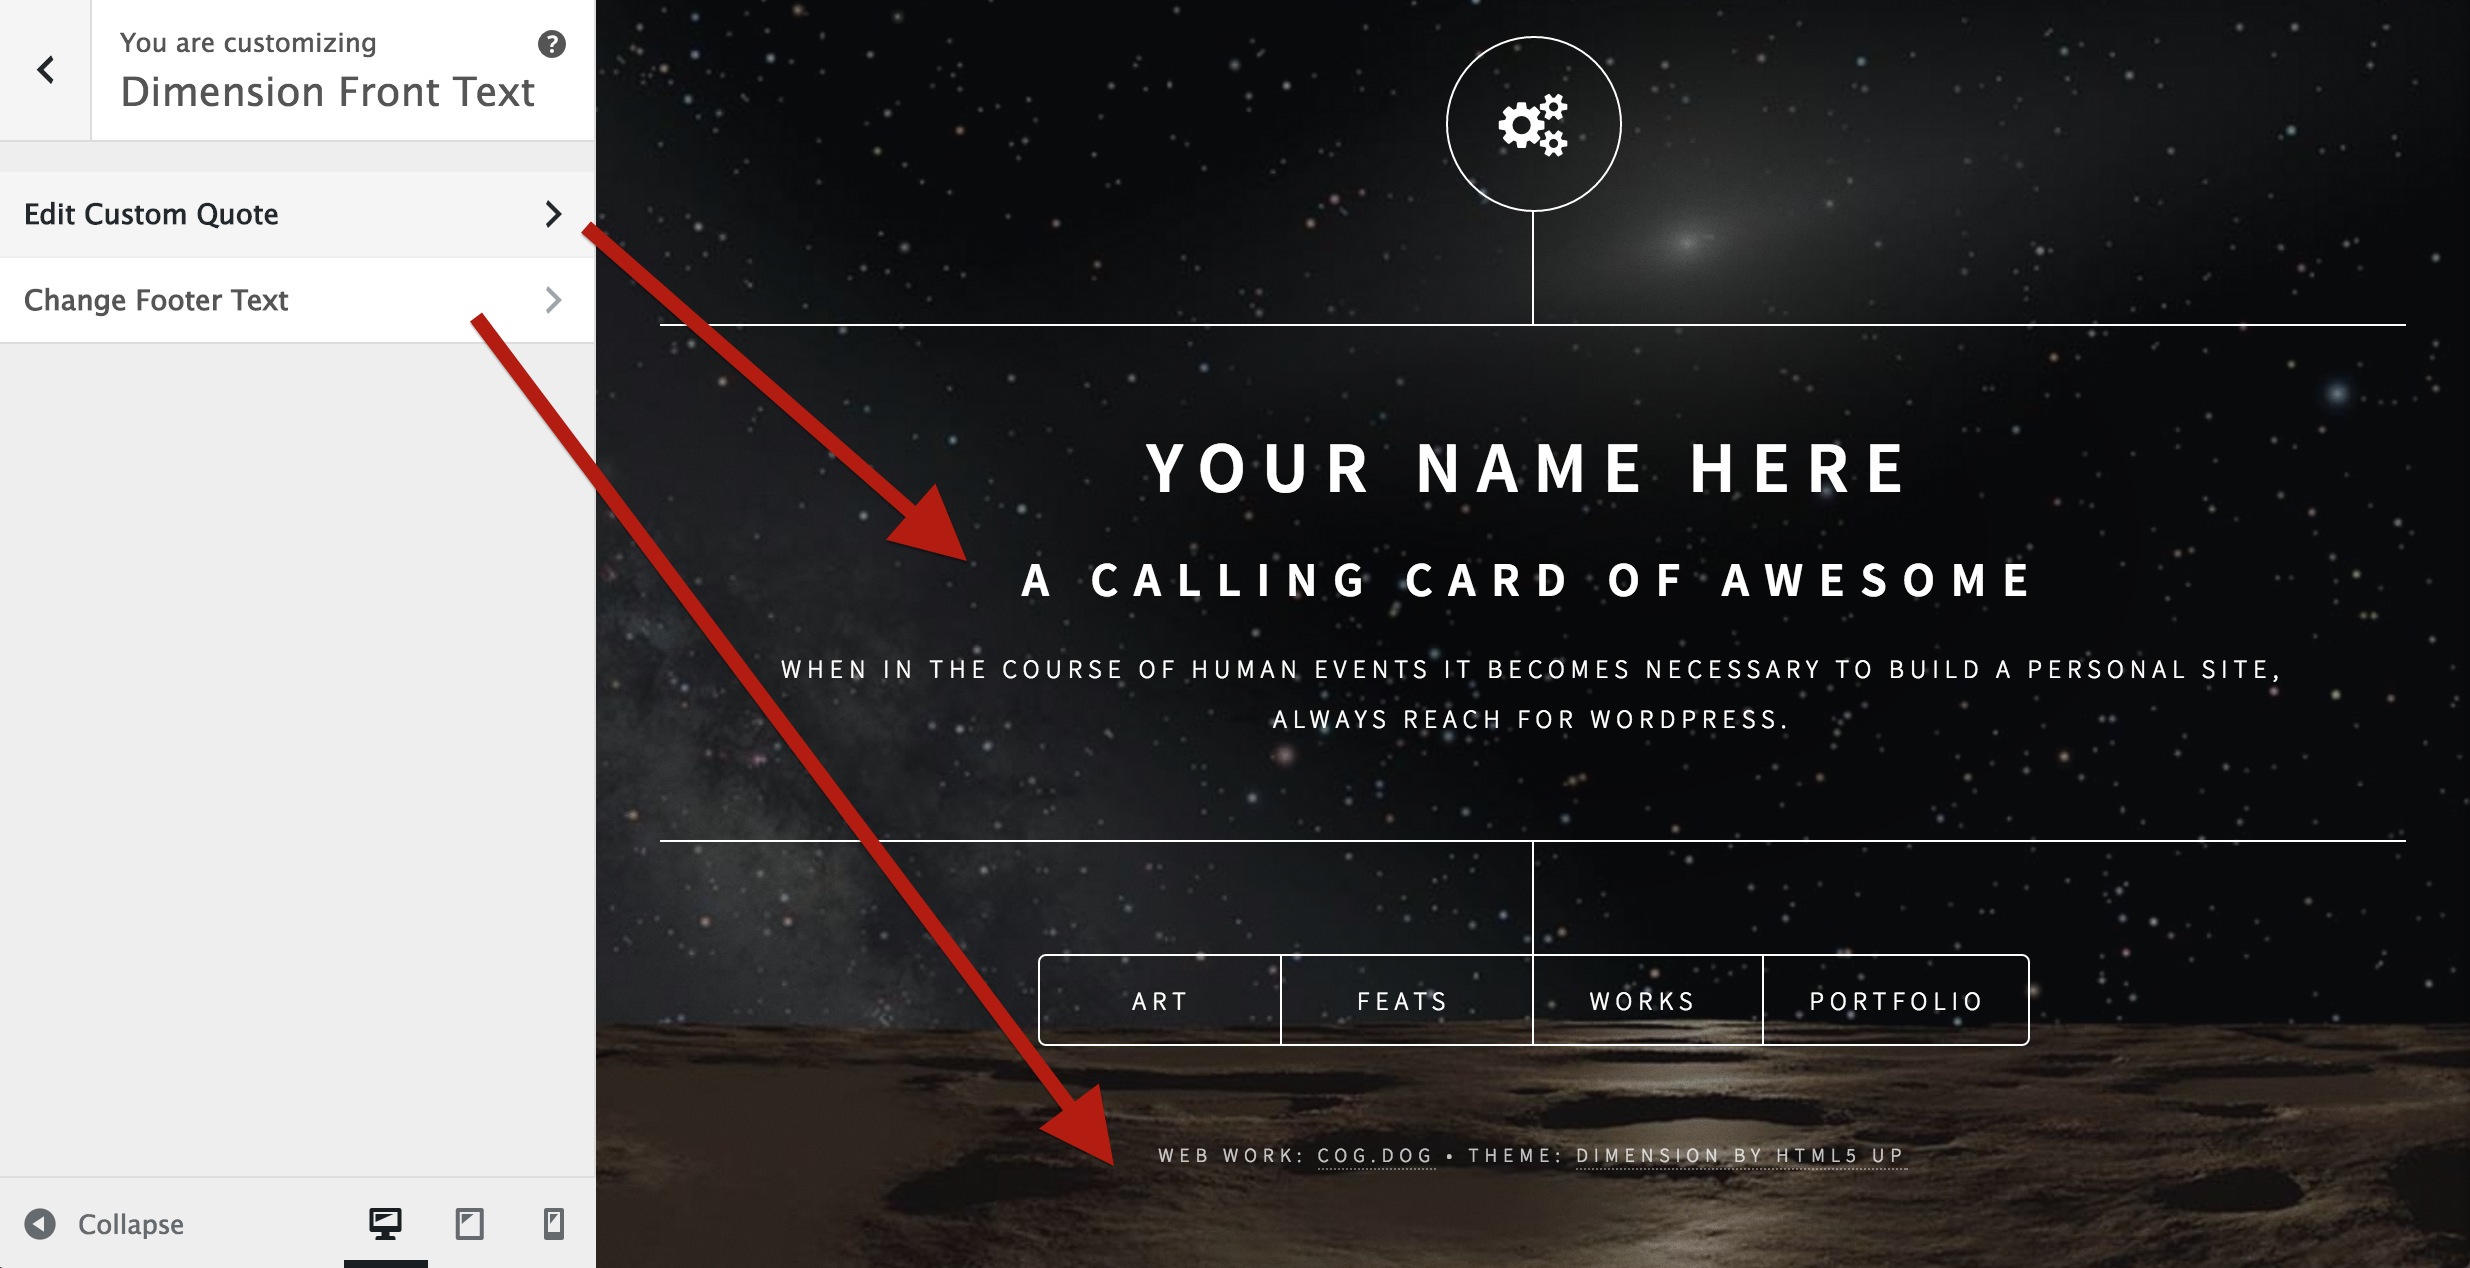 You are customizing
Dimension Front Text
Edit Custom Quote
Change Footer Text
Collapse
YOUR NAME HERE
A CALLING CARD OF AWESOME
WHEN IN THE COURSE OF HUMAN EVENTS IT BECOMES NECESSARY TO BUILD A PERSONAL SITE,
ALWAYS REACH FOR WORDPRESS.
ART FEATS WORKS PORTFOLIO
WEB WORK: COG.DOG • THEME: DIMENSION BY HTML5 UP